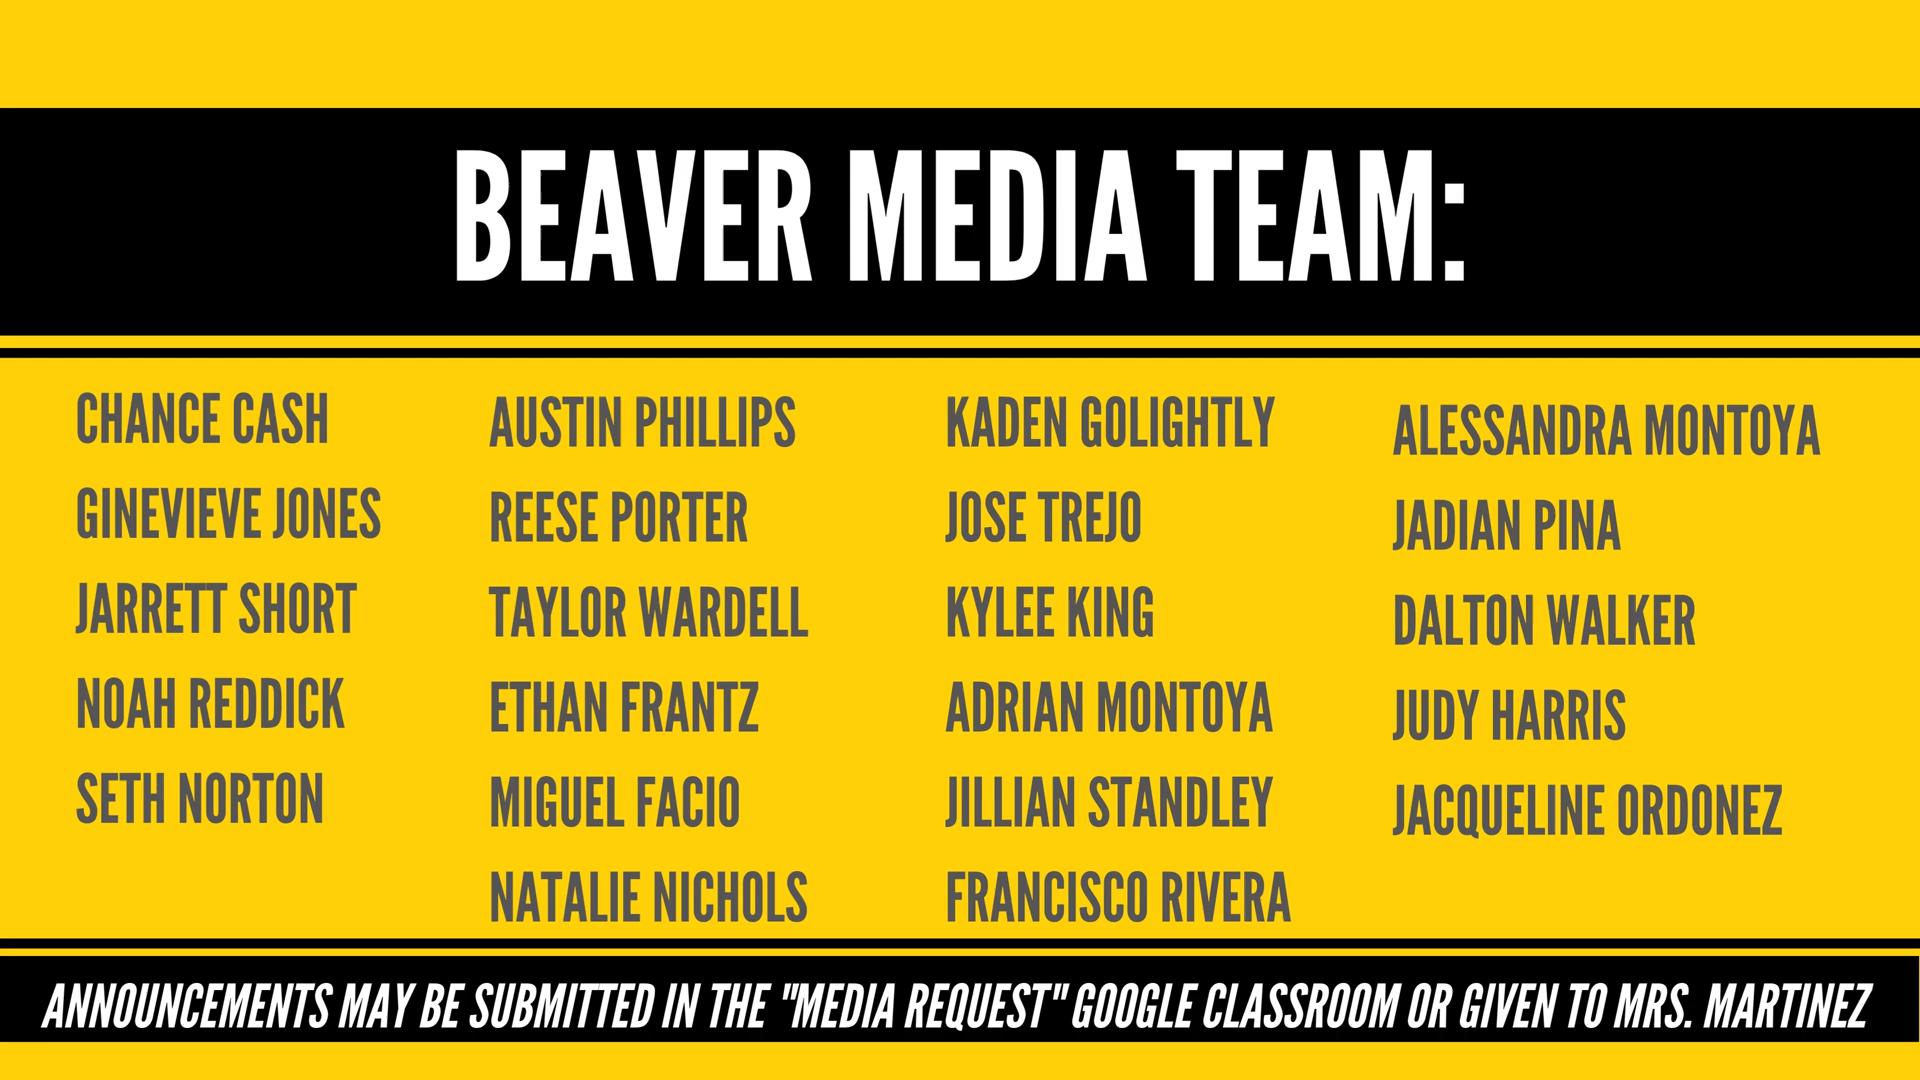 BEAVER MEDIA TEAM:
CHANCE CASH
GINEVIEVE JONES
JARRETT SHORT
NOAH REDDICK
SETH NORTON
AUSTIN PHILLIPS
REESE PORTER
TAYLOR WARDELL
ETHAN FRANTZ
MIGUEL FACIO
NATALIE NICHOLS
KADEN GOLIGHTLY
JOSE TREJO
KYLEE KING
ADRIAN MONTOYA
JILLIAN STANDLEY
FRANCISCO RIVERA
ALESSANDRA MONTOYA
JADIAN PINA
DALTON WALKER
JUDY HARRIS
JACQUELINE ORDONEZ
ANNOUNCEMENTS MAY BE SUBMITTED IN THE "MEDIA REQUEST" GOOGLE CLASSROOM OR GIVEN TO MRS. MARTINEZ